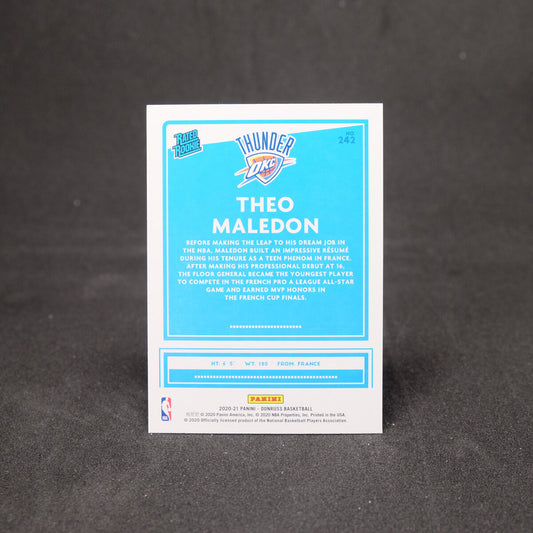 RATED
ROOKIE
THUNDER
OKC
NO.
242
THEO
MALEDON
BEFORE MAKING THE LEAP TO HIS DREAM JOB IN
THE NBA, MALEDON BUILT AN IMPRESSIVE RÉSUMÉ
DURING HIS TENURE AS A TEEN PHENOM IN FRANCE.
AFTER MAKING HIS PROFESSIONAL DEBUT AT 16,
THE FLOOR GENERAL BECAME THE YOUNGEST PLAYER
TO COMPETE IN THE FRENCH PRO A LEAGUE ALL-STAR
GAME AND EARNED MVP HONORS IN
THE FRENCH CUP FINALS.
HT: 6' 5" WT: 180 FROM: FRANCE
PANINI
2020-21 PANINI - DONRUSS BASKETBALL
© 2020 Panini America, Inc. © 2020 NBA Properties, Inc. Printed in the USA.
© 2020 Officially licensed product of the National Basketball Players Association.